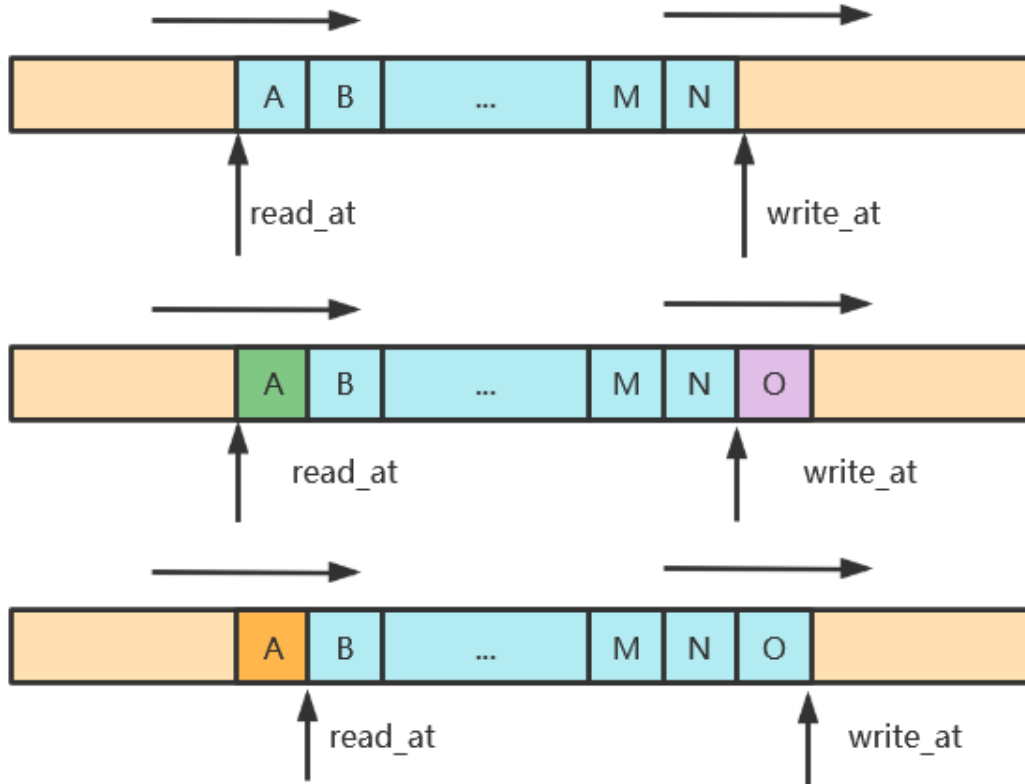 A B ... M N
read_at write_at
A B ... M N O
read_at write_at
A B ... M N O
read_at write_at